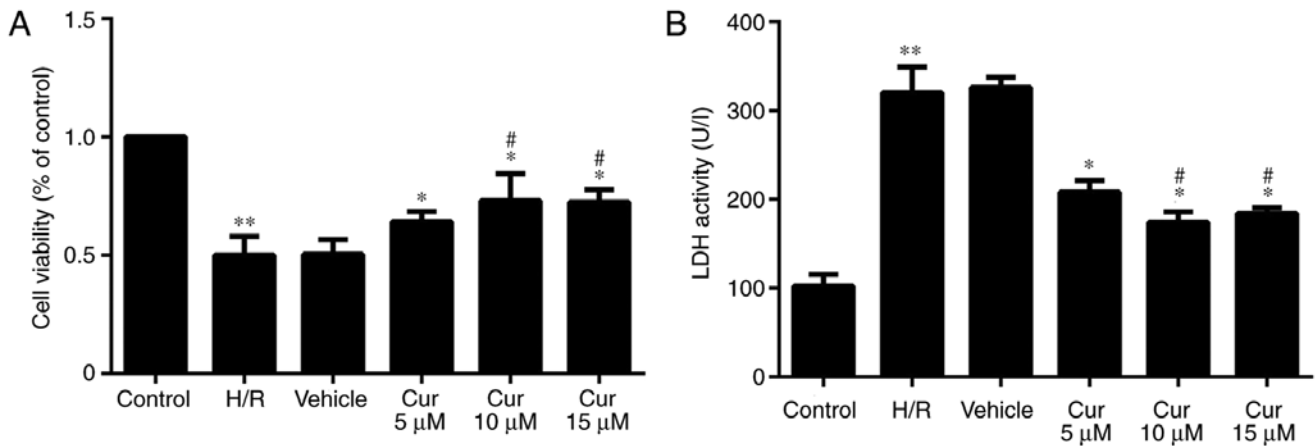 A
Cell viability (% of control)
1.5
1.0
0.5
0
**
*
#
*
#
*
Control H/R Vehicle Cur Cur Cur
5 μM 10 μM 15 μM
B
LDH activity (U/l)
400
300
200
100
0
**
*
#
*
#
*
Control H/R Vehicle Cur Cur Cur
5 μM 10 μM 15 μM